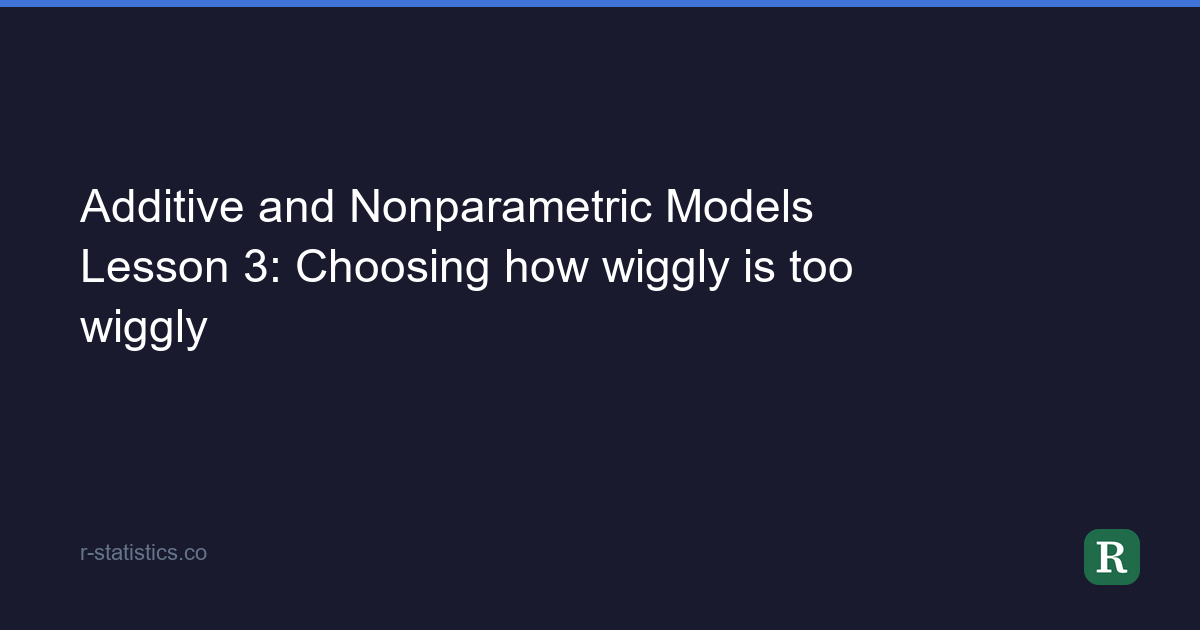 Additive and Nonparametric Models
Lesson 3: Choosing how wiggly is too
wiggly
r-statistics.co
R